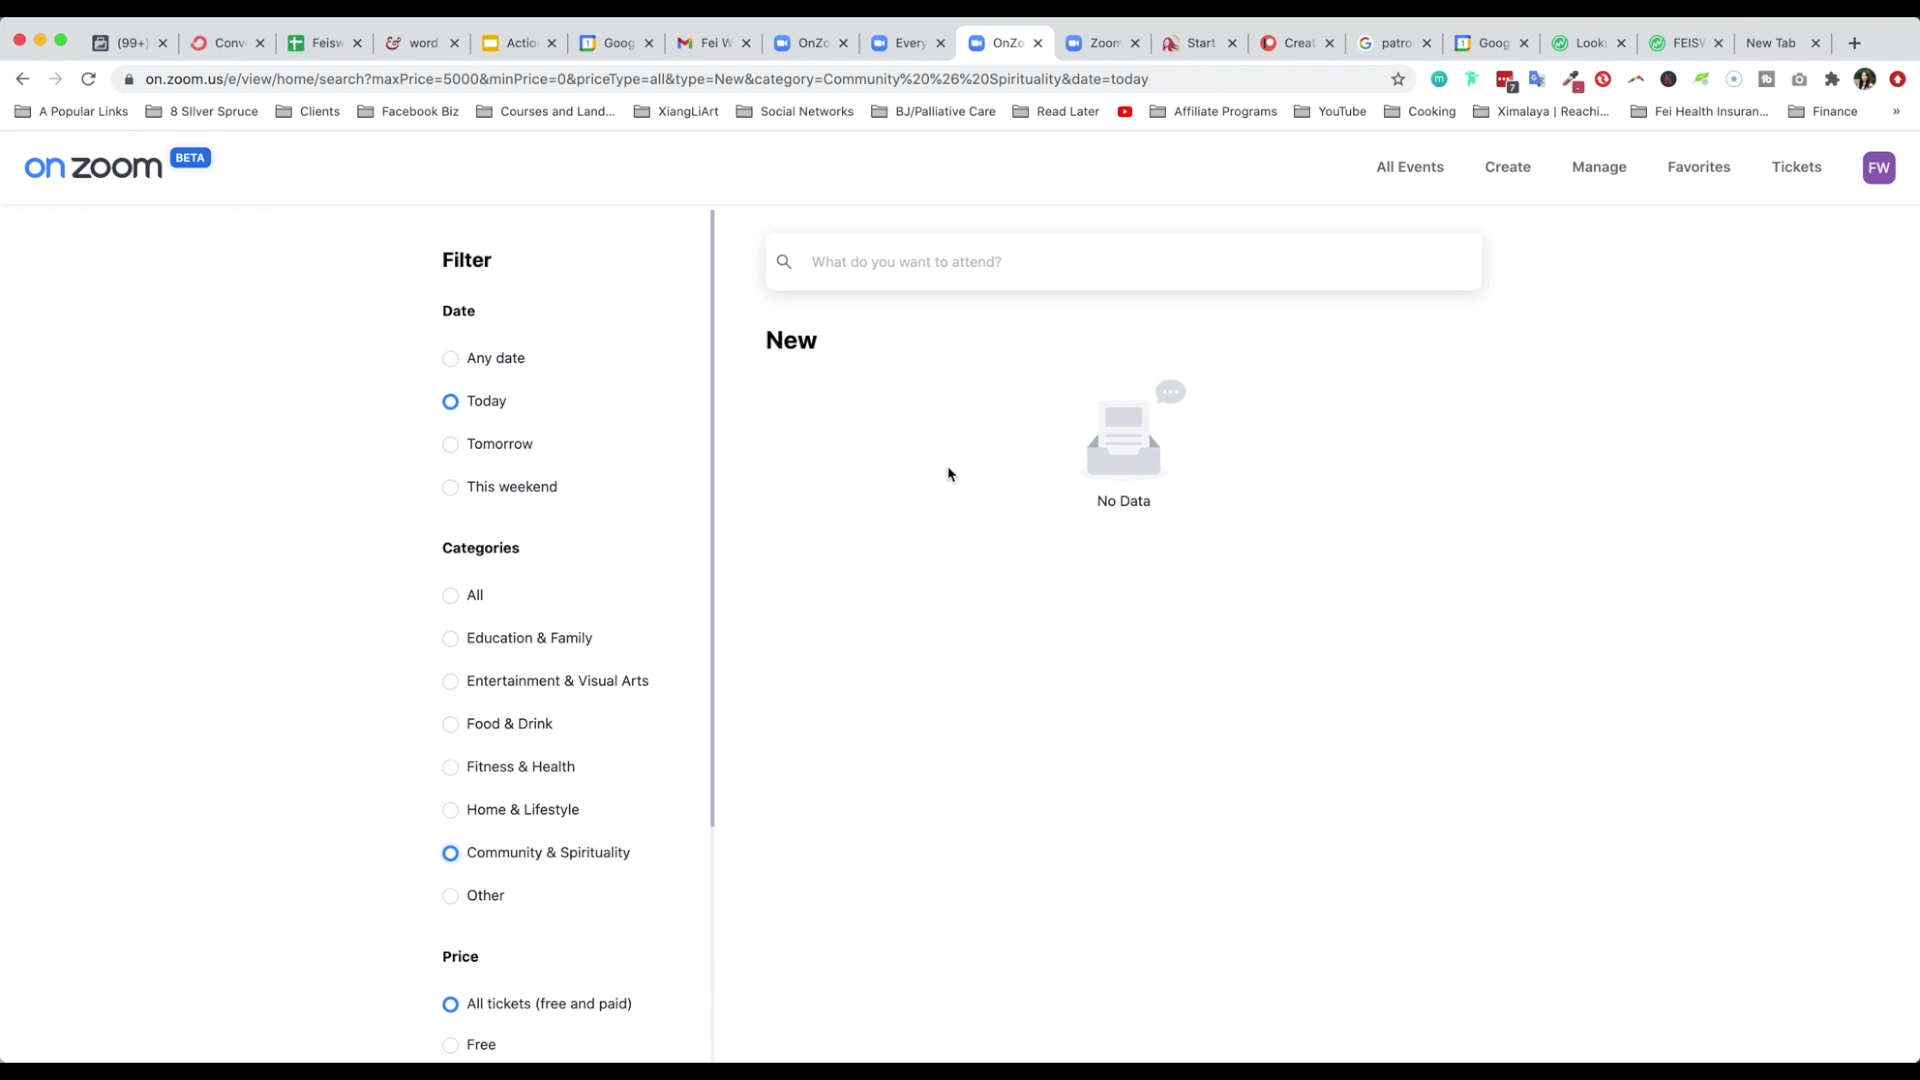 (99+) Conv Feisw word Actio Goog Fei W OnZo Every OnZo Zoom Start Creat patro Goog Look FEISV New Tab
on.zoom.us/e/view/home/search?maxPrice=5000&minPrice=0&priceType=all&type=New&category=Community%20%26%20Spirituality&date=today
A Popular Links 8 SIlver Spruce Clients Facebook Biz Courses and Land... XiangLiArt Social Networks BJ/Palliative Care Read Later Affiliate Programs YouTube Cooking Ximalaya | Reachi... Fei Health Insuran... Finance »
on zoom BETA All Events Create Manage Favorites Tickets FW
Filter
Date
Any date
Today
Tomorrow
This weekend
Categories
All
Education & Family
Entertainment & Visual Arts
Food & Drink
Fitness & Health
Home & Lifestyle
Community & Spirituality
Other
Price
All tickets (free and paid)
Free
What do you want to attend?
New
No Data